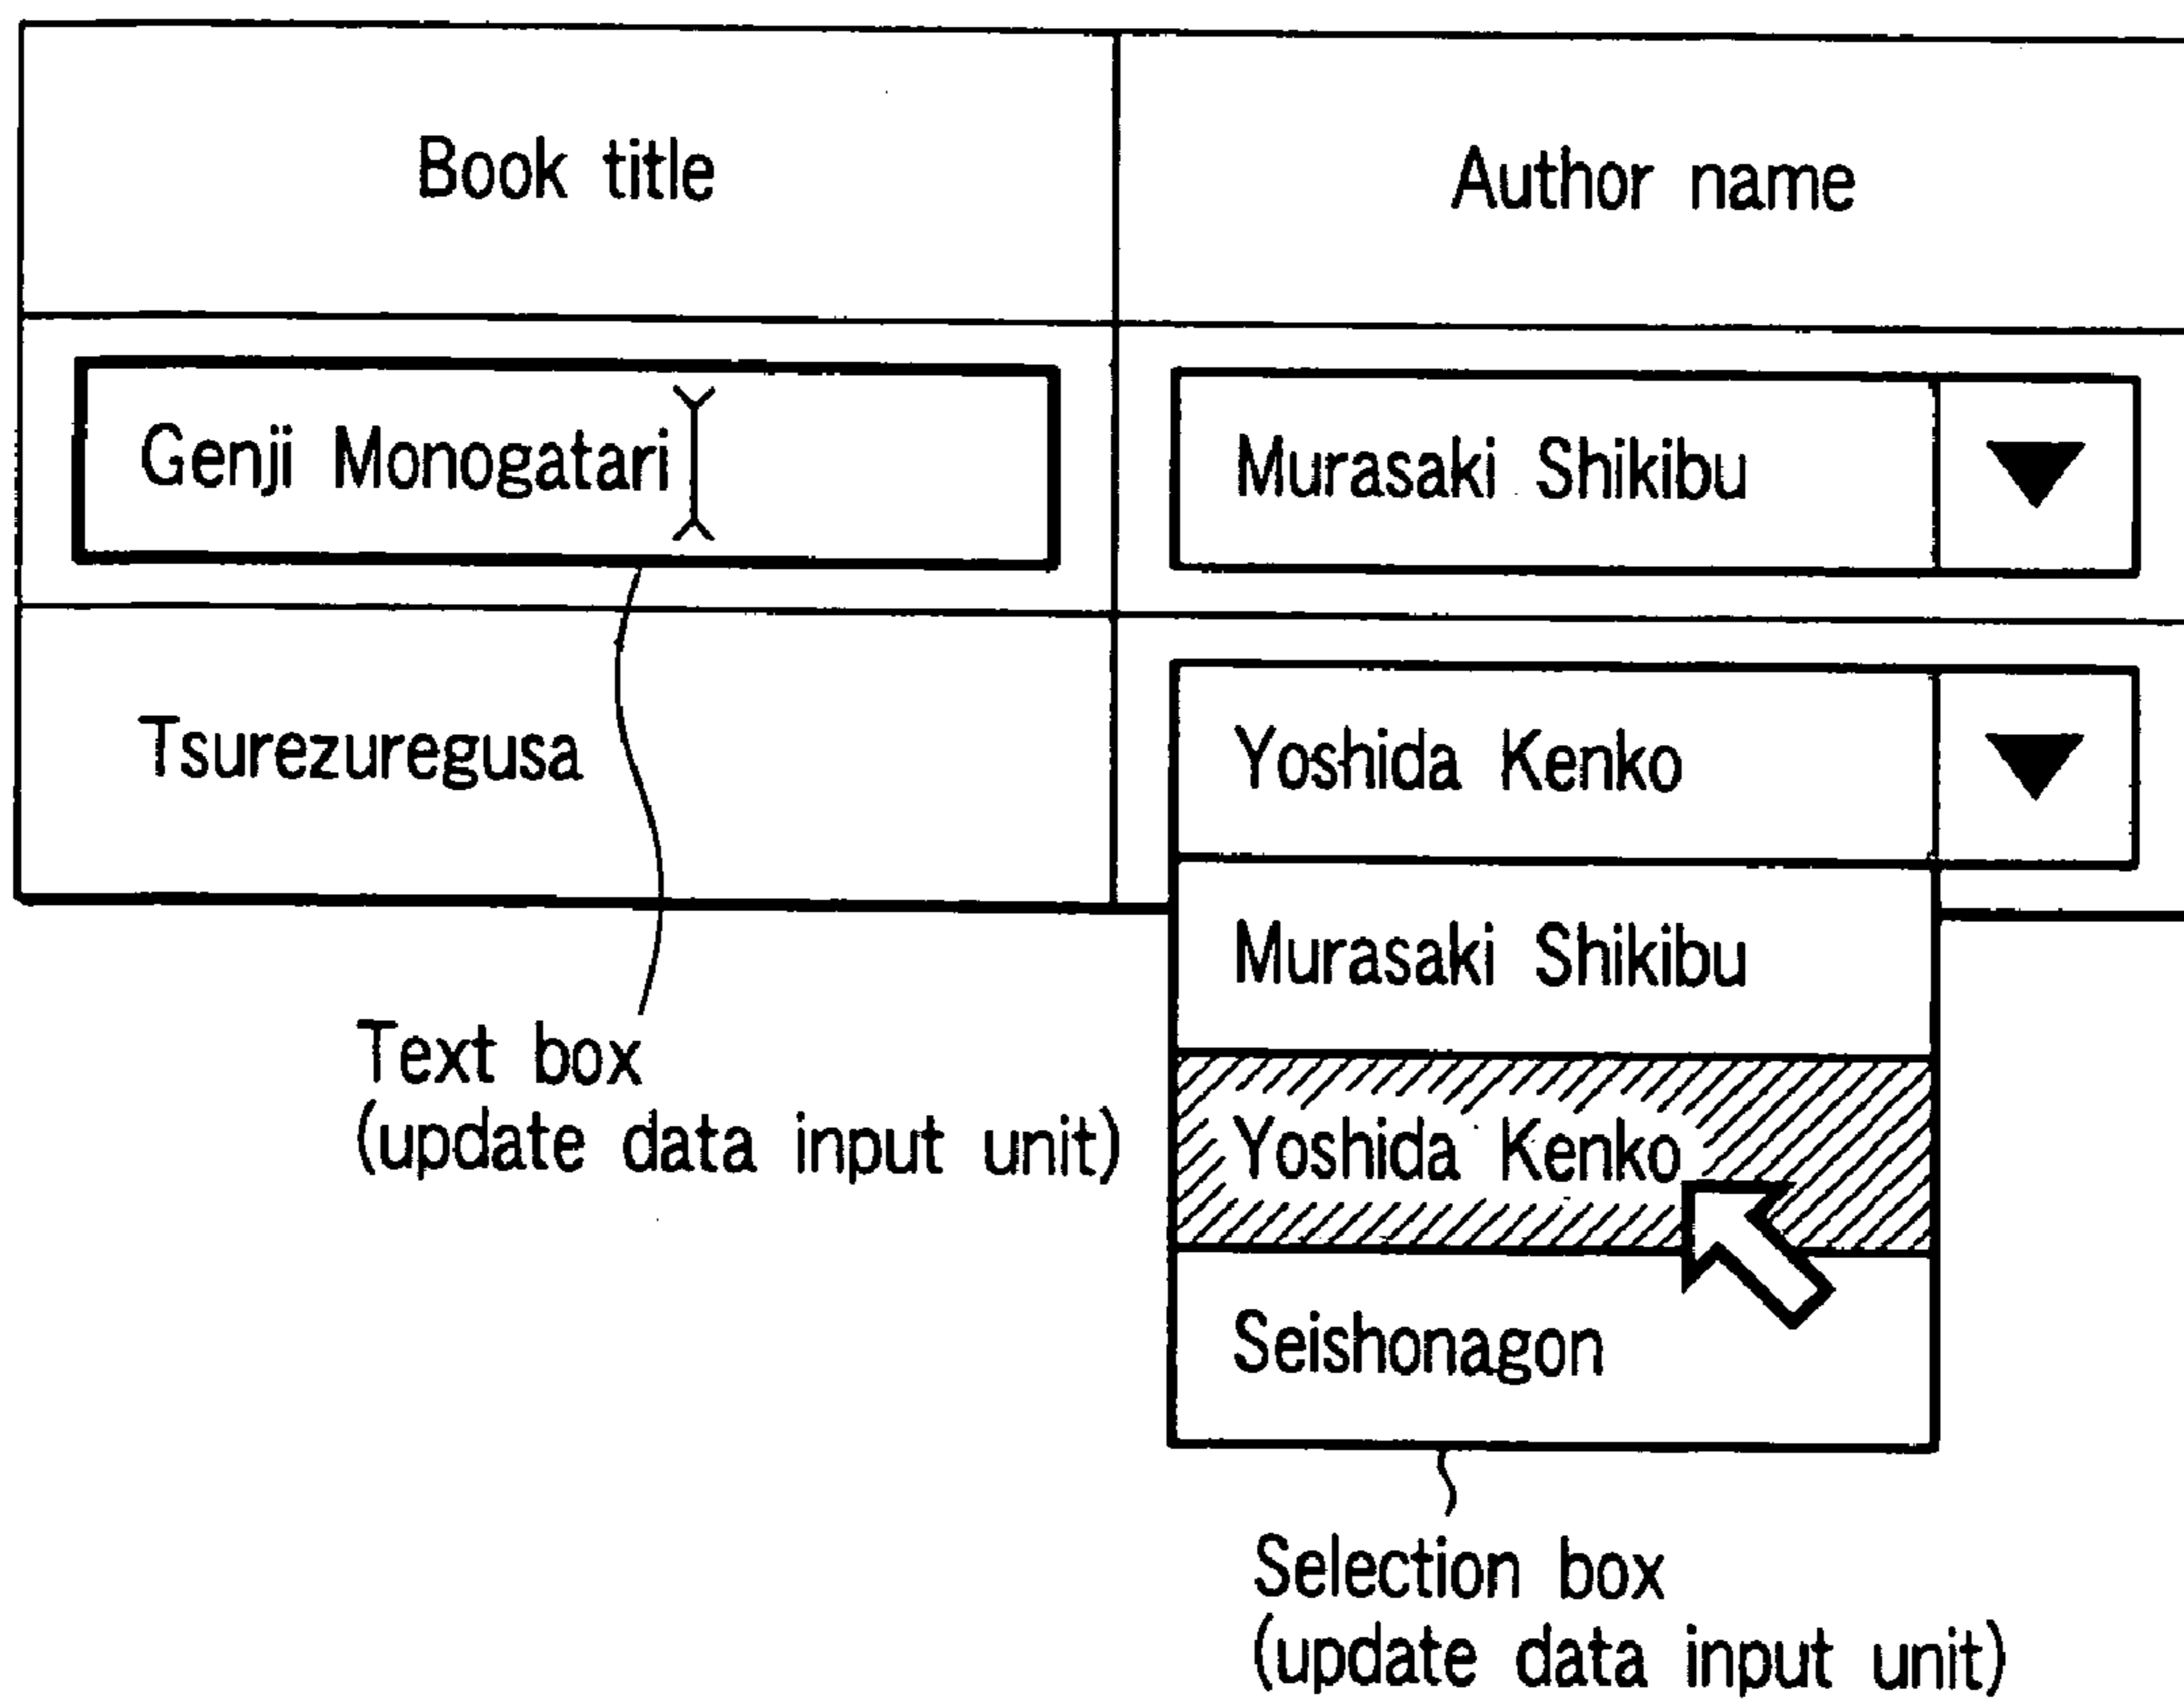 Book title
Author name
Genji Monogatari
Murasaki Shikibu
Tsurezuregusa
Yoshida Kenko
Murasaki Shikibu
Yoshida Kenko
Seishonagon
Text box
(update data input unit)
Selection box
(update data input unit)